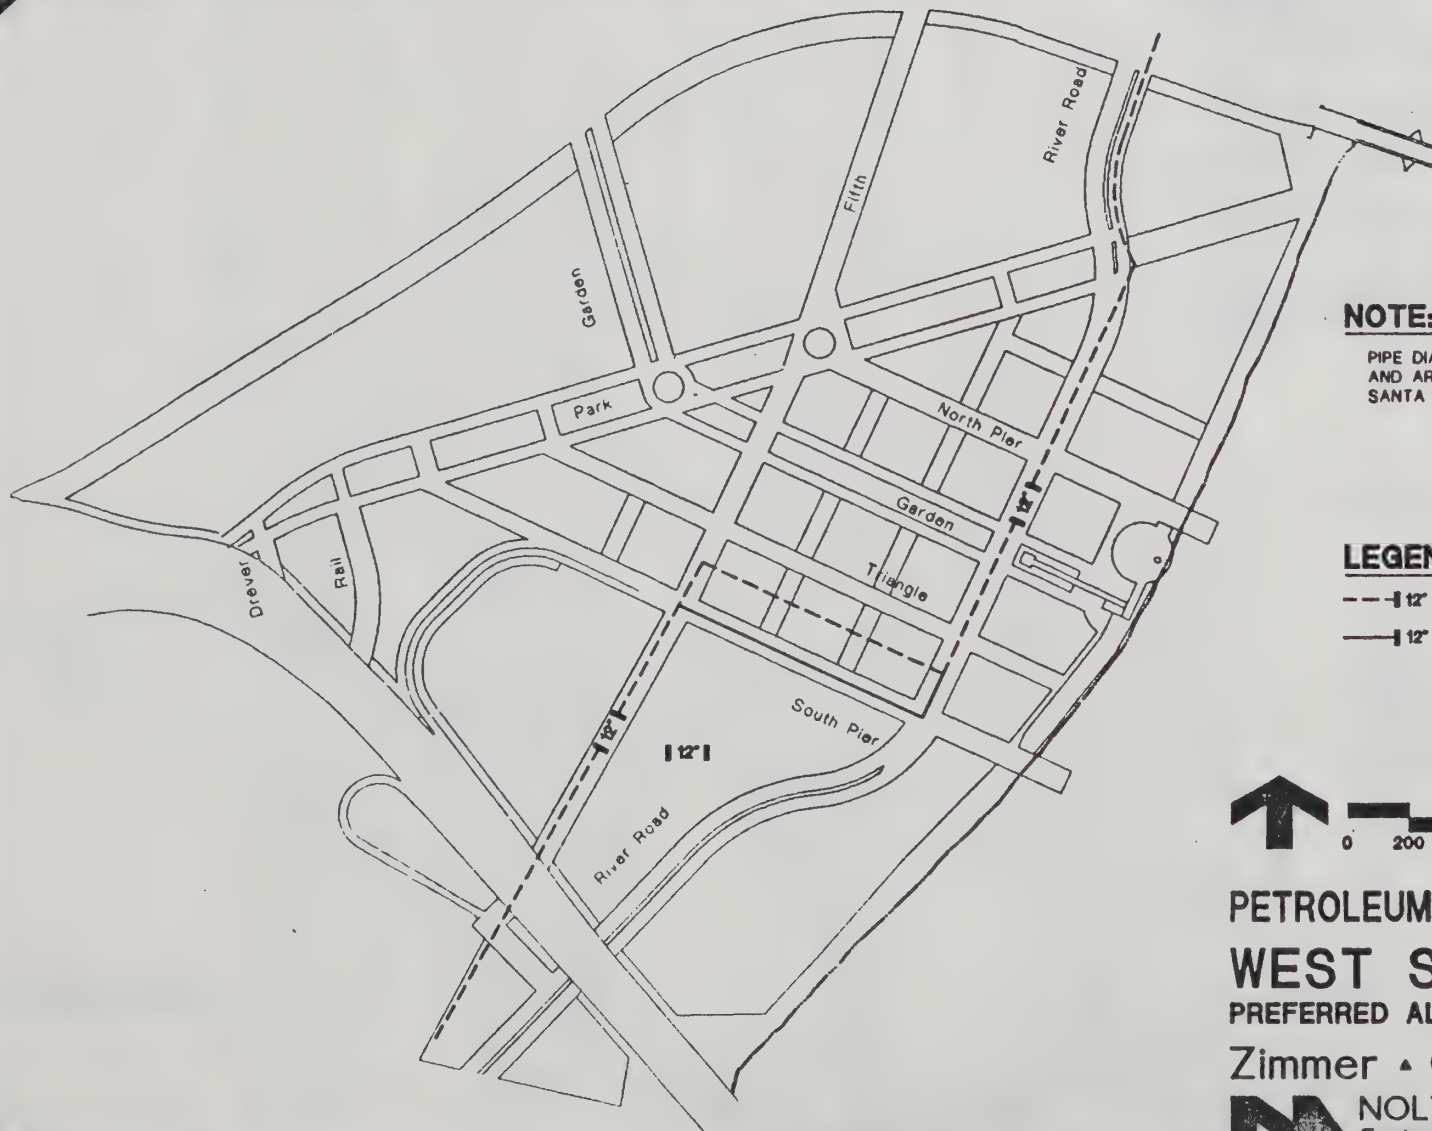 River Road
Fifth
Garden
Park
North Pier
Garden
Triangle
Rail
Drever
12"
12"
12"
South Pier
River Road
NOTE:
PIPE DIA
AND AR
SANTA
LEGEN
12"
12"
0 200
PETROLEUM
WEST S
PREFERRED AL
Zimmer
NOLT